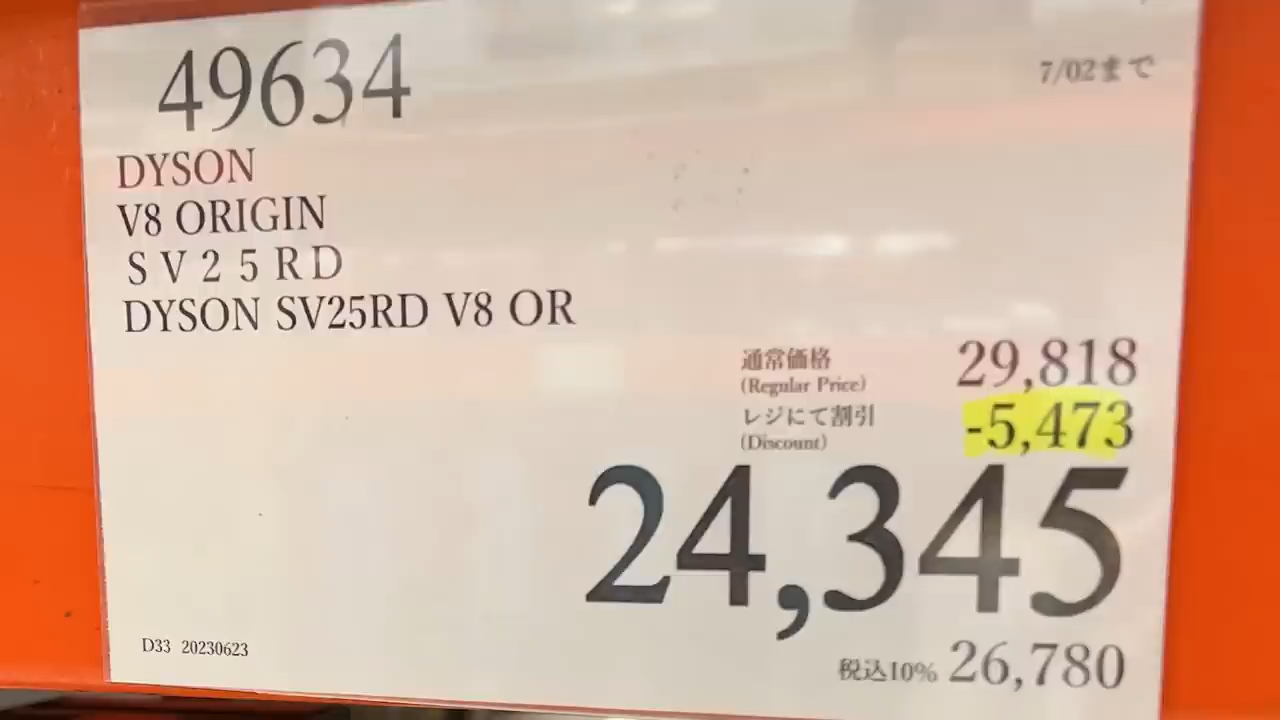 49634
7/02まで
DYSON
V8 ORIGIN
SV25RD
DYSON SV25RD V8 OR
通常価格 29,818
(Regular Price)
レジにて割引 -5,473
(Discount)
24,345
税込10% 26,780
D33 20230623